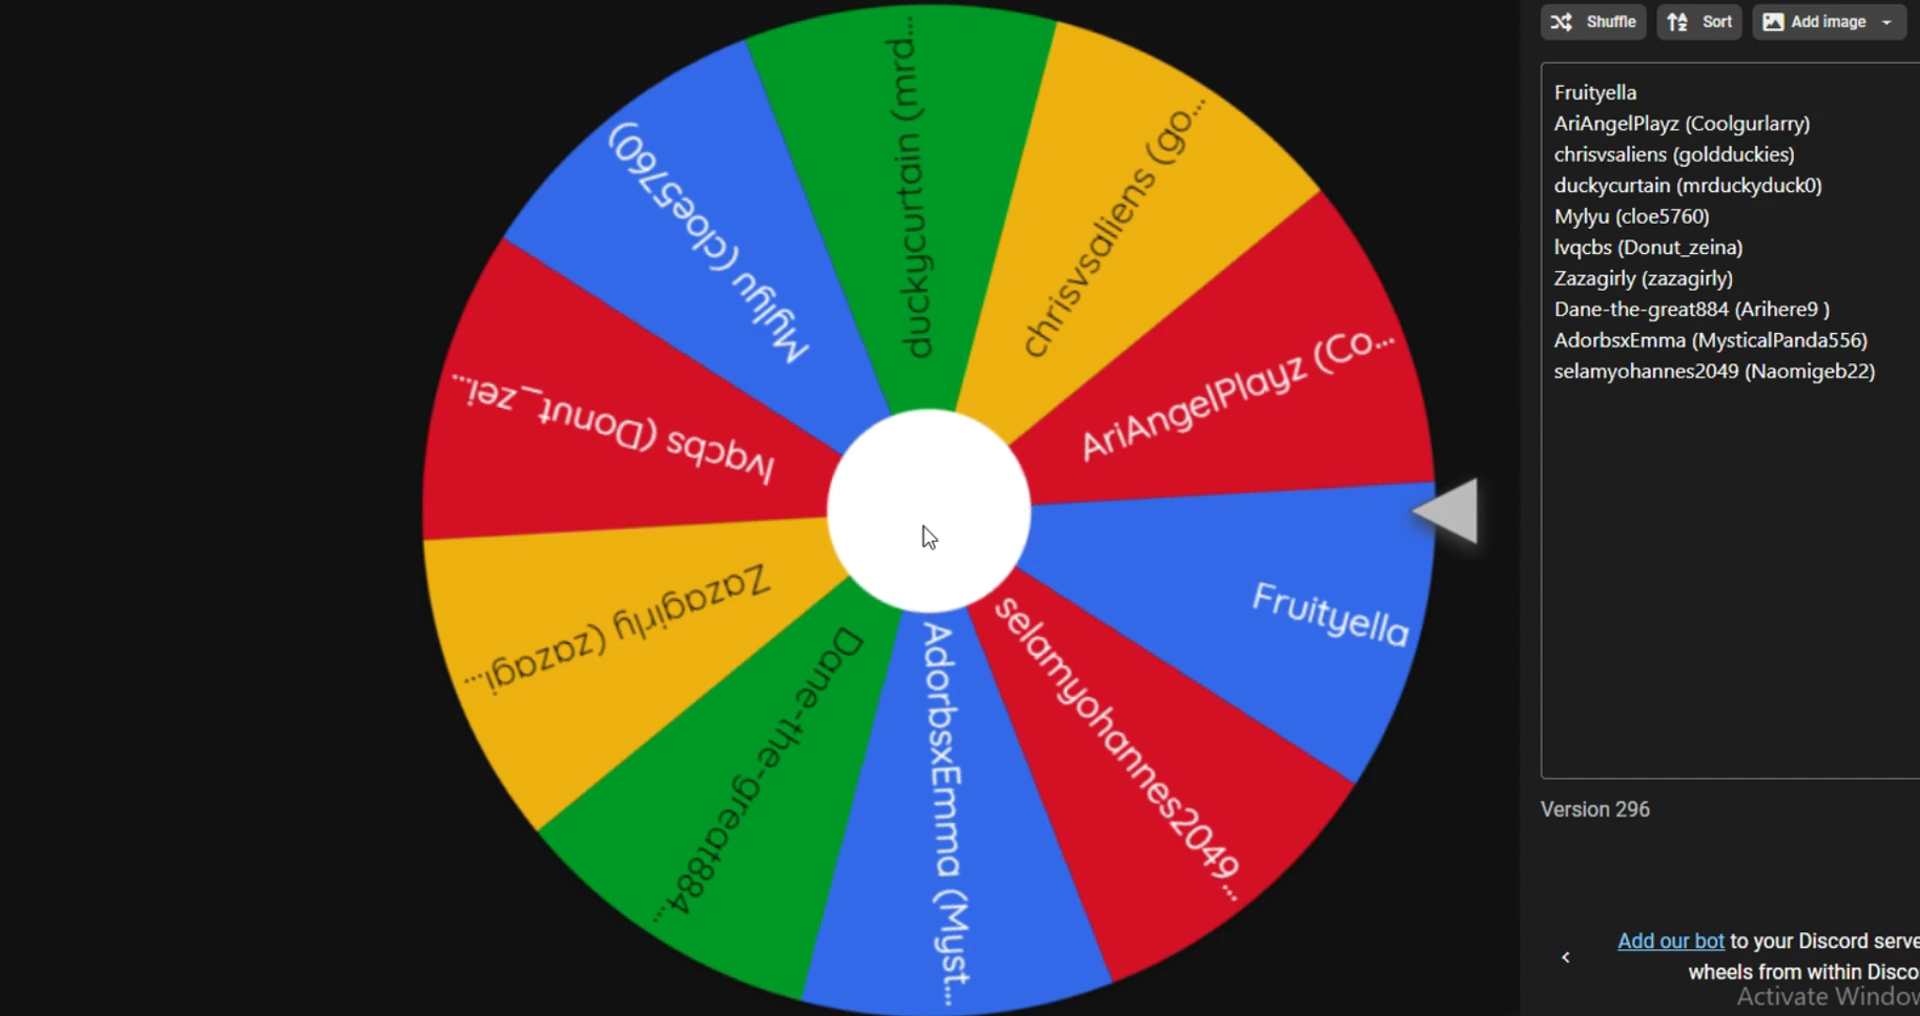 Shuffle
Sort
Add image
duckycurtain (mrd...
chrisvsaliens (go...
AriAngelPlayz (Co...
Fruityella
selamyohannes2049...
AdorbsxEmma (Myst...
Dane-the-great884...
Zazagirly (zazagi...
lvqcbs (Donut_zei...
Mylyu (cloe5760)
Fruityella
AriAngelPlayz (Coolgurlarry)
chrisvsaliens (goldduckies)
duckycurtain (mrduckyduck0)
Mylyu (cloe5760)
lvqcbs (Donut_zeina)
Zazagirly (zazagirly)
Dane-the-great884 (Arihere9 )
AdorbsxEmma (MysticalPanda556)
selamyohannes2049 (Naomigeb22)
Version 296
Add our bot to your Discord serve
wheels from within Disco
Activate Window